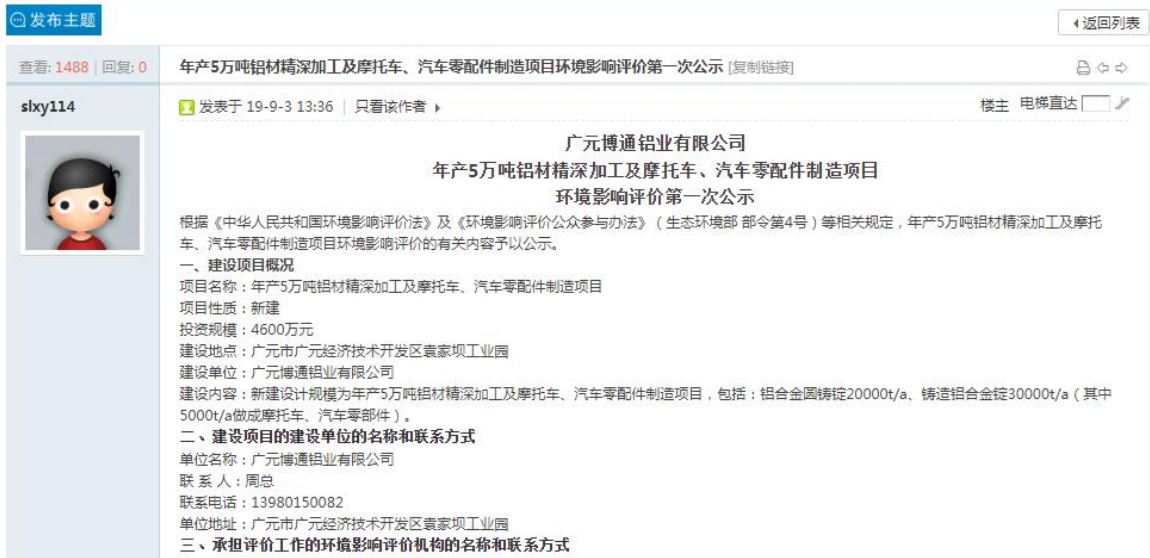 发布主题
返回列表
查看: 1488 | 回复: 0
年产5万吨铝材精深加工及摩托车、汽车零配件制造项目环境影响评价第一次公示 [复制链接]
slxy114
发表于 19-9-3 13:36 | 只看该作者
楼主 电梯直达
广元博通铝业有限公司
年产5万吨铝材精深加工及摩托车、汽车零配件制造项目
环境影响评价第一次公示
根据《中华人民共和国环境影响评价法》及《环境影响评价公众参与办法》（生态环境部 部令第4号）等相关规定，年产5万吨铝材精深加工及摩托
车、汽车零配件制造项目环境影响评价的有关内容予以公示。
一、建设项目概况
项目名称：年产5万吨铝材精深加工及摩托车、汽车零配件制造项目
项目性质：新建
投资规模：4600万元
建设地点：广元市广元经济技术开发区袁家坝工业园
建设单位：广元博通铝业有限公司
建设内容：新建设计规模为年产5万吨铝材精深加工及摩托车、汽车零配件制造项目，包括：铝合金圆铸锭20000t/a、铸造铝合金锭30000t/a（其中
5000t/a做成摩托车、汽车零部件）。
二、建设项目的建设单位的名称和联系方式
单位名称：广元博通铝业有限公司
联 系 人：周总
联系电话：13980150082
单位地址：广元市广元经济技术开发区袁家坝工业园
三、承担评价工作的环境影响评价机构的名称和联系方式